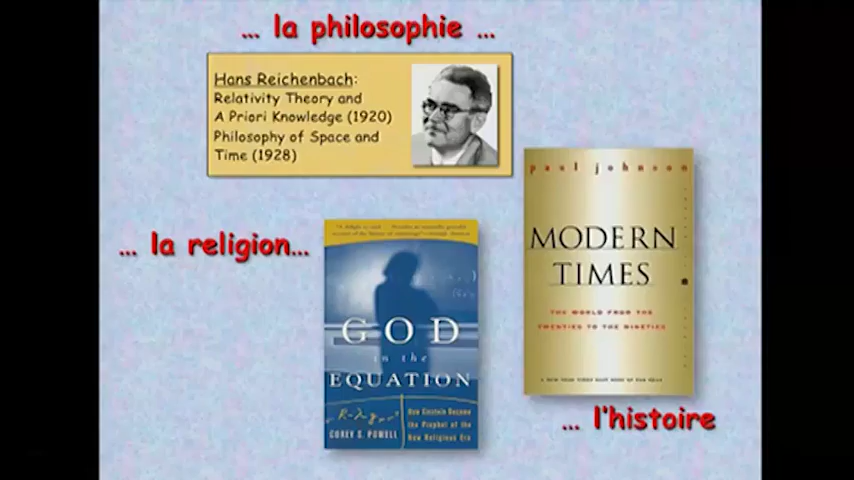 … la philosophie …
Hans Reichenbach:
Relativity Theory and
A Priori Knowledge (1920)
Philosophy of Space and
Time (1928)
paul johnson
MODERN
TIMES
THE WORLD FROM THE
TWENTIES TO THE NINETIES
… la religion…
GOD
in the
EQUATION
COREY S. POWELL
How Einstein Became
the Prophet of the
New Religious Era
… l'histoire